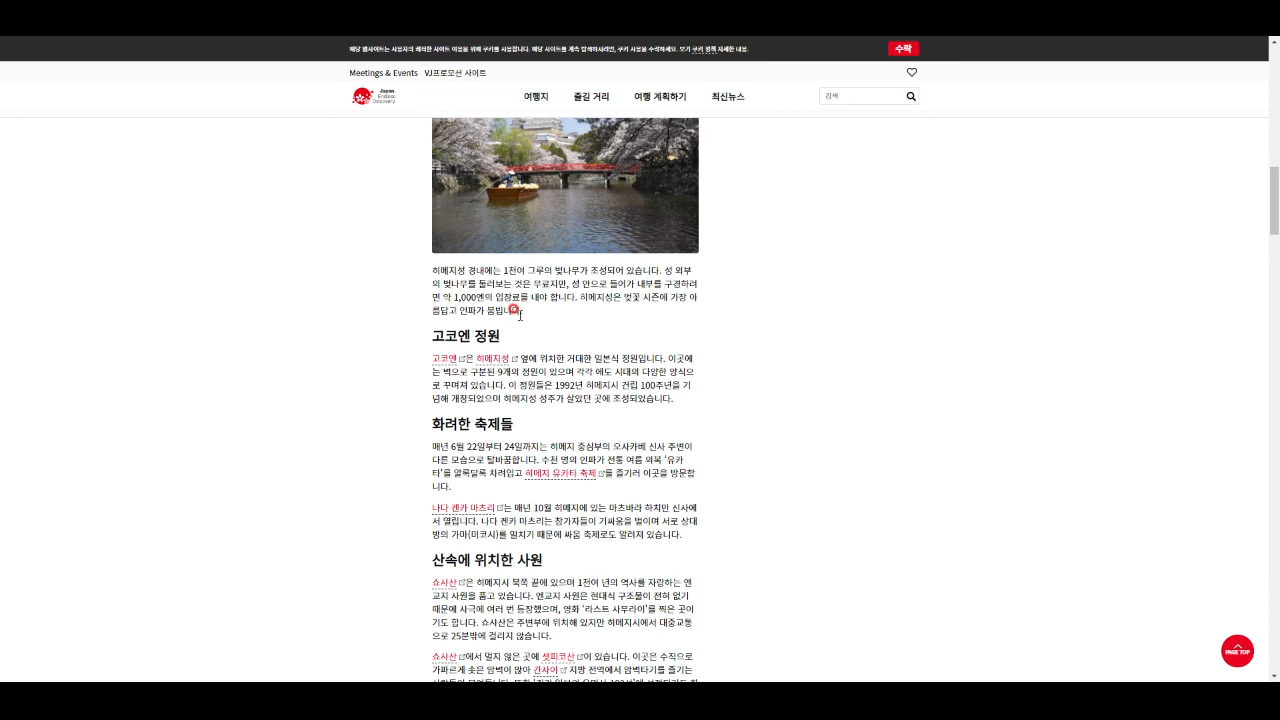 해당 웹사이트는 사용자의 쾌적한 사이트 이용을 위해 쿠키를 사용합니다. 해당 사이트를 계속 탐색하시려면, 쿠키 사용을 수락하세요. 보기 쿠키 정책 자세한 내용.
수락
Meetings & Events VJ프로모션 사이트
Japan.
Endless
Discovery.
여행지 즐길 거리 여행 계획하기 최신뉴스
검색
히메지성 경내에는 1천여 그루의 벚나무가 조성되어 있습니다. 성 외부
의 벚나무를 둘러보는 것은 무료지만, 성 안으로 들어가 내부를 구경하려
면 약 1,000엔의 입장료를 내야 합니다. 히메지성은 벚꽃 시즌에 가장 아
름답고 인파가 붐빕니다.
고코엔 정원
고코엔은 히메지성 옆에 위치한 거대한 일본식 정원입니다. 이곳에
는 벽으로 구분된 9개의 정원이 있으며 각각 에도 시대의 다양한 양식으
로 꾸며져 있습니다. 이 정원들은 1992년 히메지시 건립 100주년을 기
념해 개장되었으며 히메지성 성주가 살았던 곳에 조성되었습니다.
화려한 축제들
매년 6월 22일부터 24일까지는 히메지 중심부의 오사카베 신사 주변이
다른 모습으로 탈바꿈합니다. 수천 명의 인파가 전통 여름 의복 ‘유카
타’를 알록달록 차려입고 히메지 유카타 축제를 즐기러 이곳을 방문합
니다.
나다 켄카 마츠리는 매년 10월 히메지에 있는 마츠바라 하치만 신사에
서 열립니다. 나다 켄카 마츠리는 참가자들이 기싸움을 벌이며 서로 상대
방의 가마(미코시)를 밀치기 때문에 싸움 축제로도 알려져 있습니다.
산속에 위치한 사원
쇼샤산은 히메지시 북쪽 끝에 있으며 1천여 년의 역사를 자랑하는 엔
교지 사원을 품고 있습니다. 엔교지 사원은 현대식 구조물이 전혀 없기
때문에 사극에 여러 번 등장했으며, 영화 ‘라스트 사무라이’를 찍은 곳이
기도 합니다. 쇼샤산은 주변부에 위치해 있지만 히메지시에서 대중교통
으로 25분밖에 걸리지 않습니다.
쇼샤산에서 멀지 않은 곳에 셋피코산이 있습니다. 이곳은 수직으로
가파르게 솟은 암벽이 많아 간사이 지방 전역에서 암벽타기를 즐기는
PAGE TOP